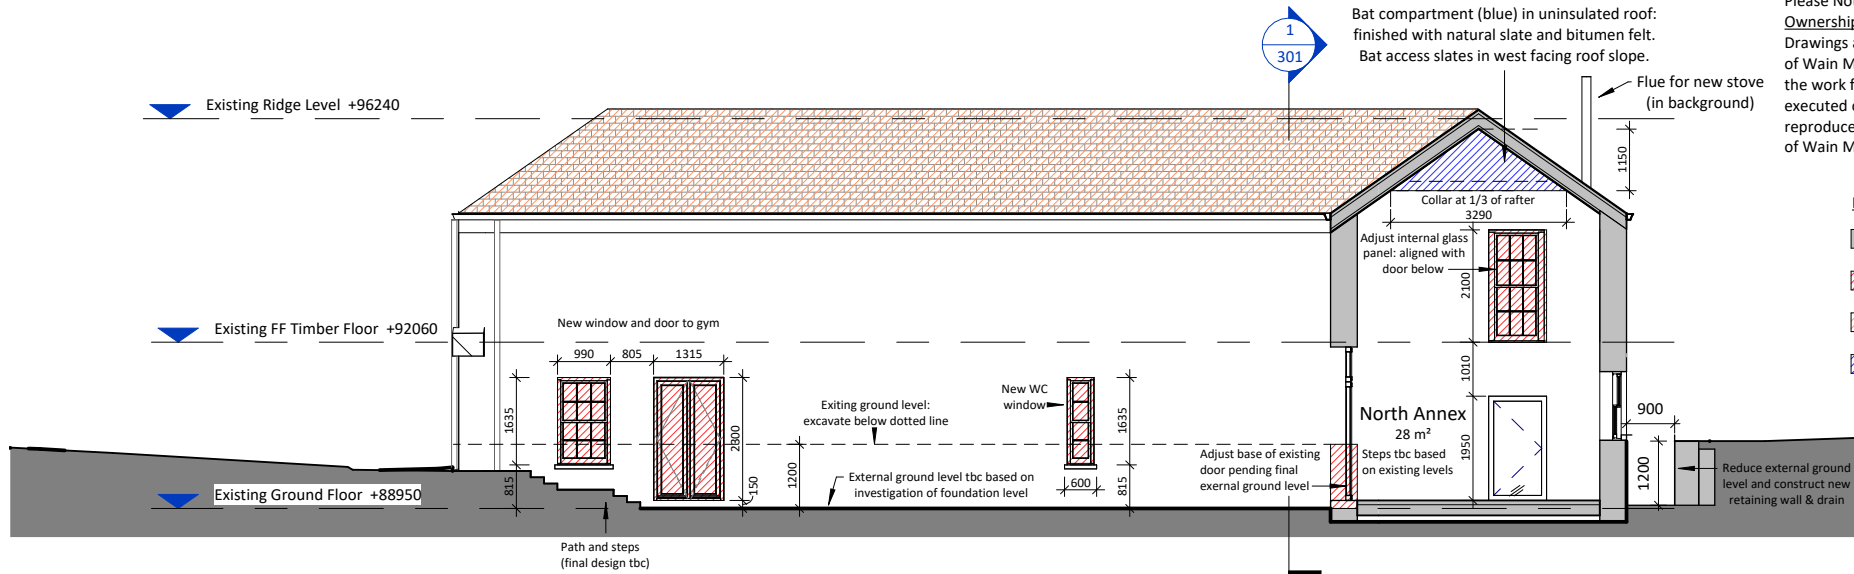 1
301
Bat compartment (blue) in uninsulated roof:
finished with natural slate and bitumen felt.
Bat access slates in west facing roof slope.
Please No
Ownership
Drawings a
of Wain M
the work f
executed
reproduce
of Wain M
Flue for new stove
(in background)
Existing Ridge Level +96240
1150
Collar at 1/3 of rafter
3290
Adjust internal glass
panel: aligned with
door below
2100
Existing FF Timber Floor +92060
New window and door to gym
990
805
1315
1010
New WC
window
1635
2300
Exiting ground level:
excavate below dotted line
1635
North Annex
28 m²
900
1950
Adjust base of existing
door pending final
exernal ground level
Steps tbc based
on existing levels
815
150
1200
External ground level tbc based on
investigation of foundation level
600
815
1200
Reduce external ground
level and construct new
retaining wall & drain
Existing Ground Floor +88950
Path and steps
(final design tbc)